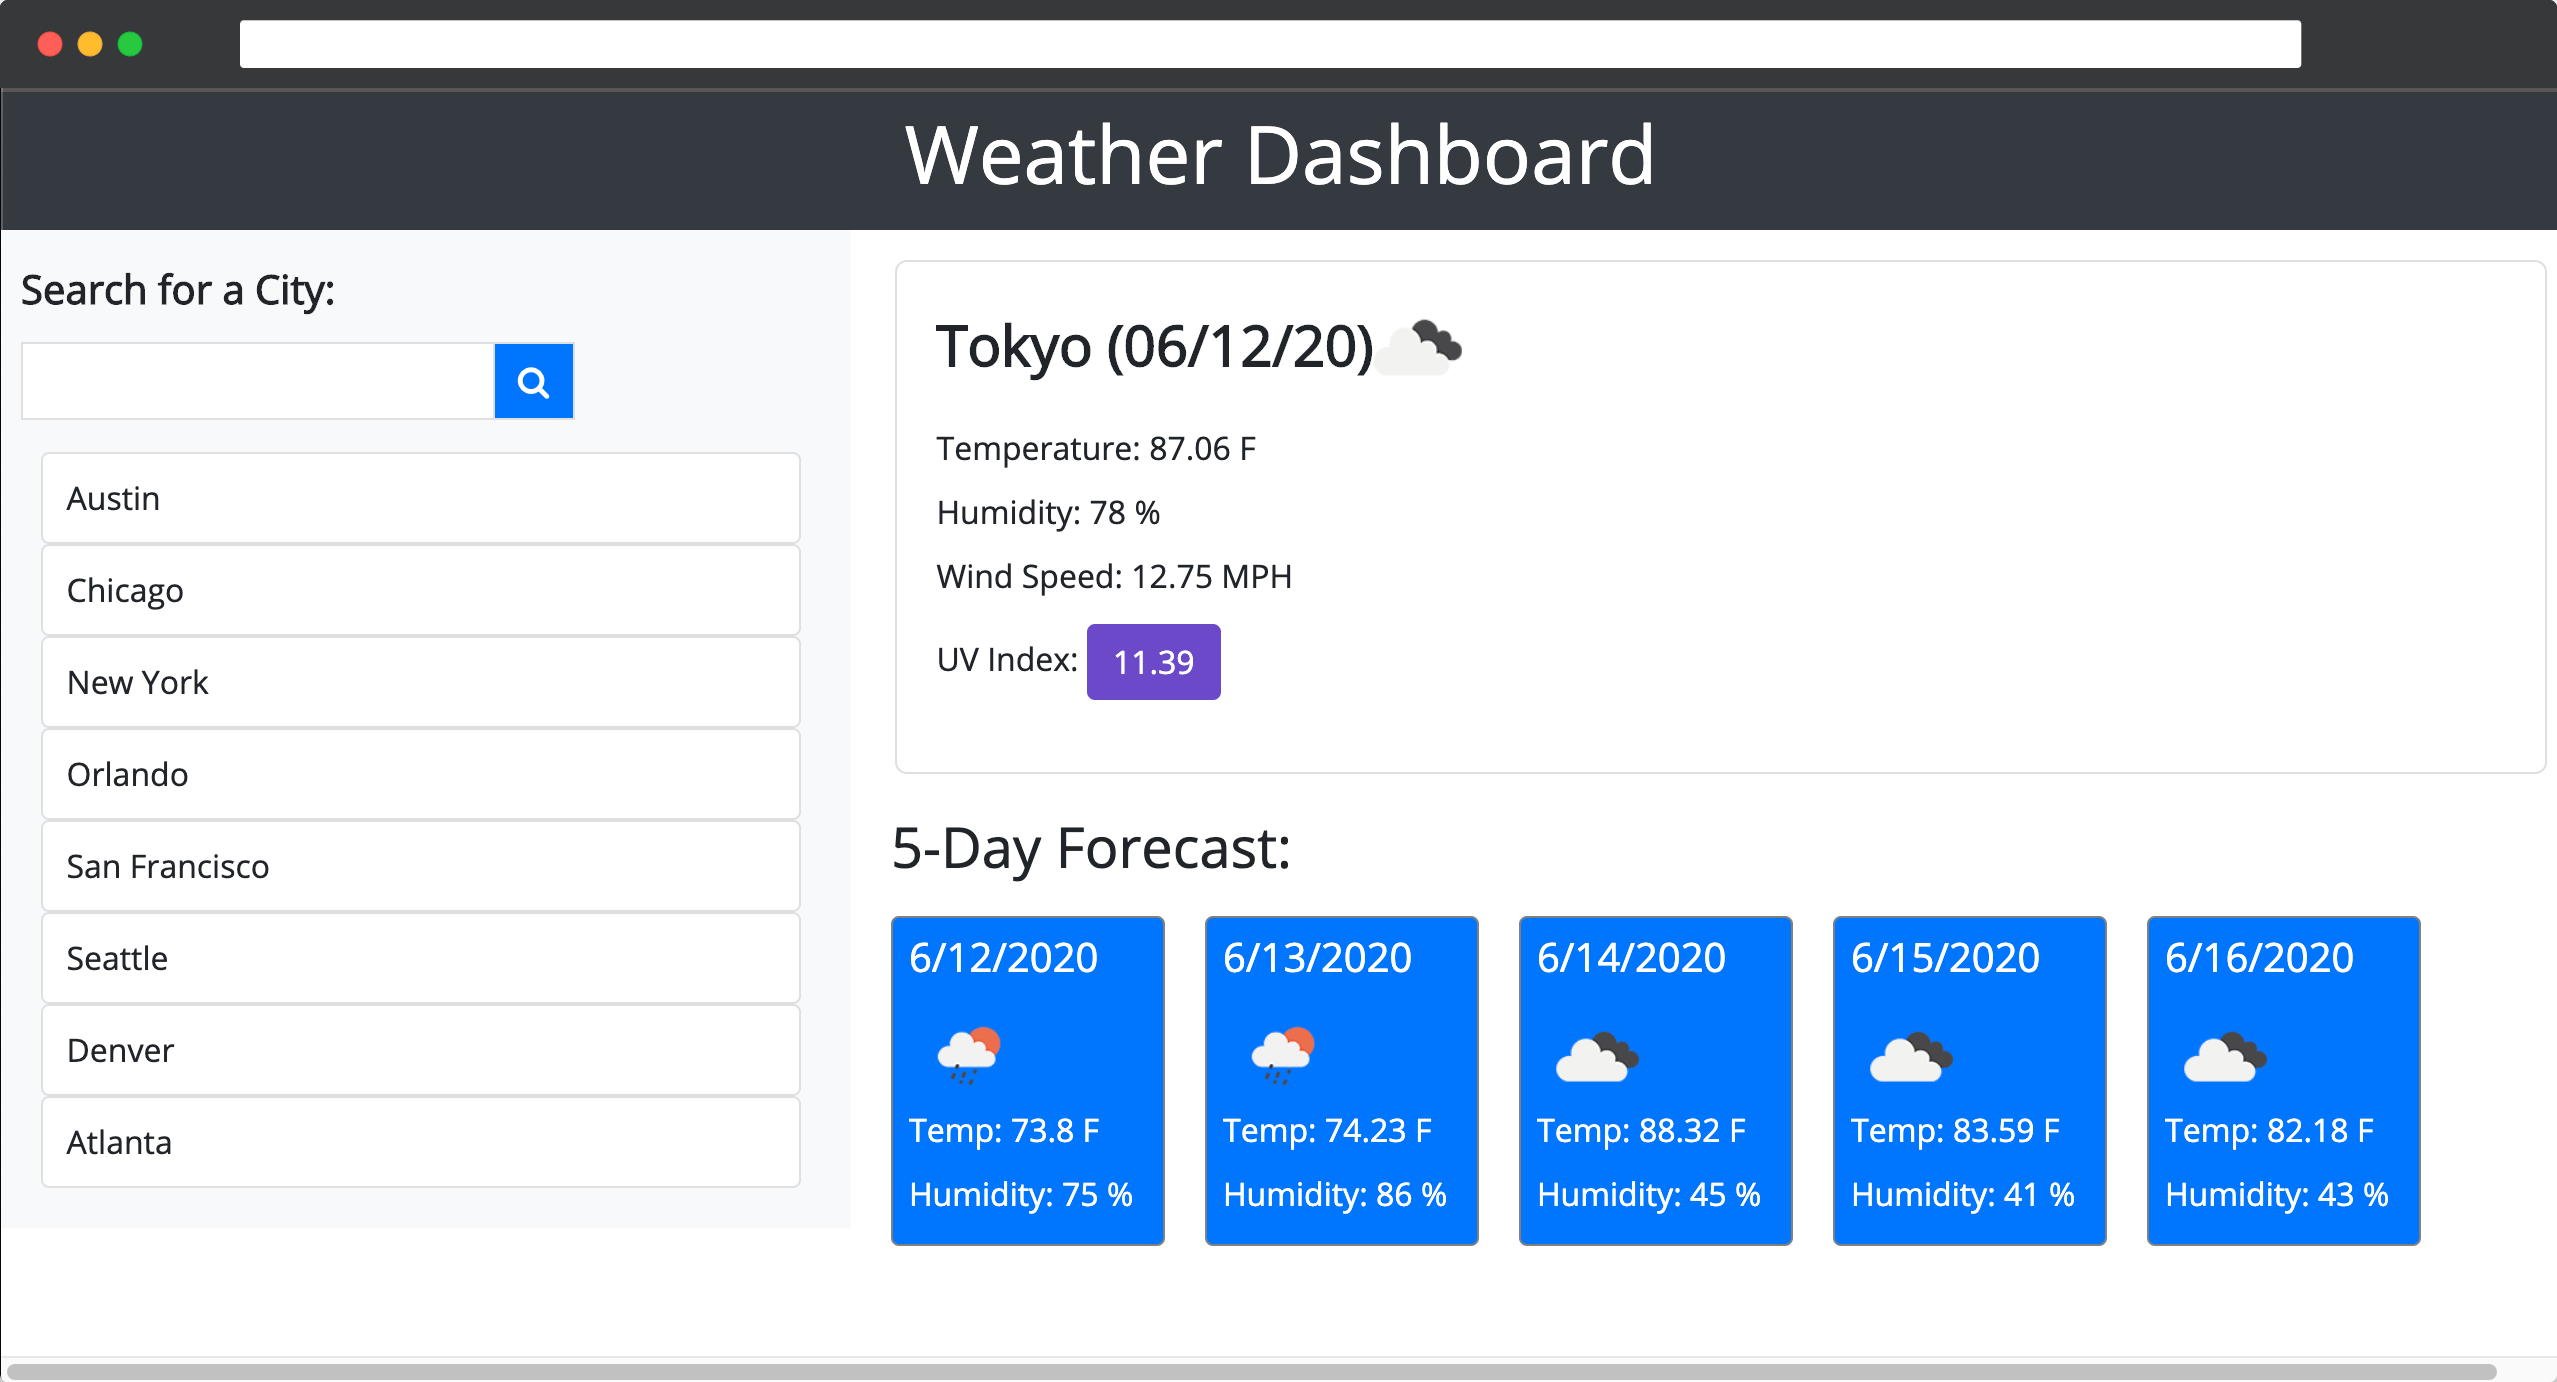 Weather Dashboard
Search for a City:
Austin
Chicago
New York
Orlando
San Francisco
Seattle
Denver
Atlanta
Tokyo (06/12/20)
Temperature: 87.06 F
Humidity: 78 %
Wind Speed: 12.75 MPH
UV Index: 11.39
5-Day Forecast:
6/12/2020
Temp: 73.8 F
Humidity: 75 %
6/13/2020
Temp: 74.23 F
Humidity: 86 %
6/14/2020
Temp: 88.32 F
Humidity: 45 %
6/15/2020
Temp: 83.59 F
Humidity: 41 %
6/16/2020
Temp: 82.18 F
Humidity: 43 %